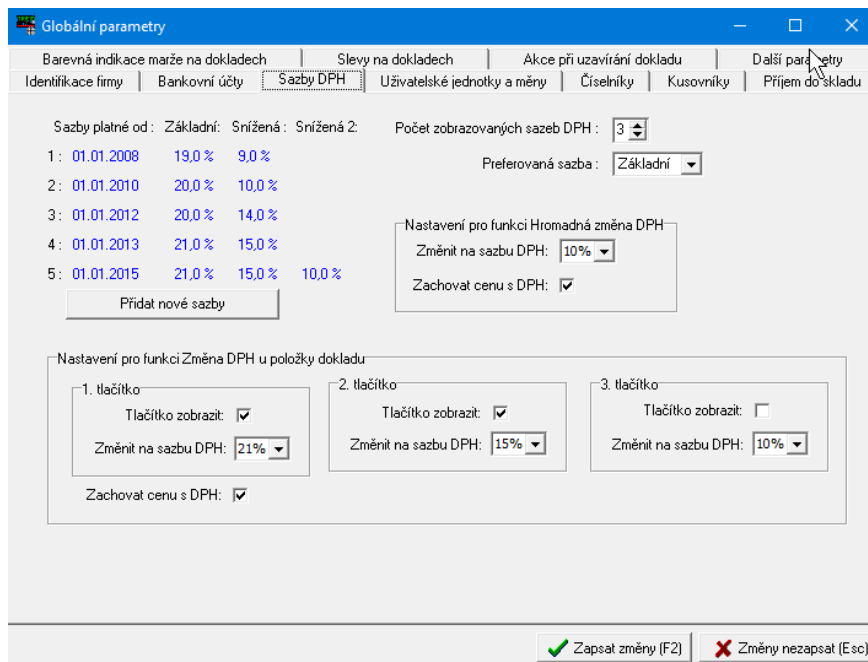 Globální parametry
Barevná indikace marže na dokladech
Slevy na dokladech
Akce při uzavírání dokladu
Další parametry
Identifikace firmy
Bankovní účty
Sazby DPH
Uživatelské jednotky a měny
Číselníky
Kusovníky
Příjem do skladu
Sazby platné od : Základní: Snížená : Snížená 2:
1 : 01.01.2008 19,0 % 9,0 %
2 : 01.01.2010 20,0 % 10,0 %
3 : 01.01.2012 20,0 % 14,0 %
4 : 01.01.2013 21,0 % 15,0 %
5 : 01.01.2015 21,0 % 15,0 % 10,0 %
Přidat nové sazby
Počet zobrazovaných sazeb DPH : 3
Preferovaná sazba : Základní
Nastavení pro funkci Hromadná změna DPH
Změnit na sazbu DPH: 10%
Zachovat cenu s DPH:
Nastavení pro funkci Změna DPH u položky dokladu
1. tlačítko
Tlačítko zobrazit:
Změnit na sazbu DPH: 21%
2. tlačítko
Tlačítko zobrazit:
Změnit na sazbu DPH: 15%
3. tlačítko
Tlačítko zobrazit:
Změnit na sazbu DPH: 10%
Zachovat cenu s DPH:
Zapsat změny (F2)
Změny nezapsat (Esc)